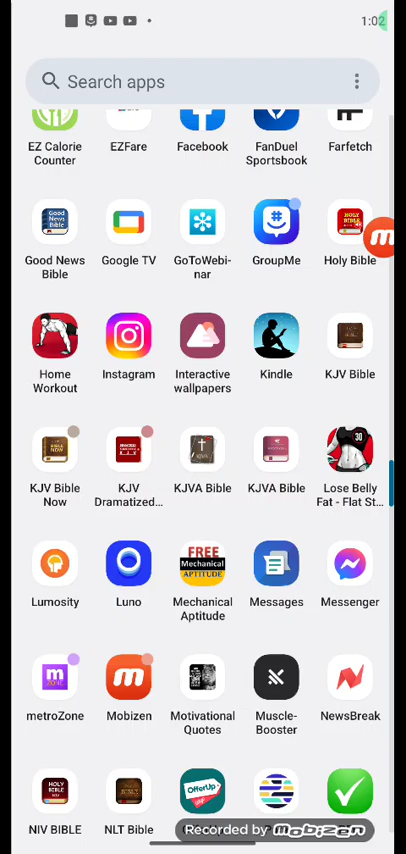 1:02
Search apps
EZ Calorie
Counter
EZFare
Facebook
FanDuel
Sportsbook
Farfetch
Good News
Bible
Google TV
GoToWebi-
nar
GroupMe
Holy Bible
Home
Workout
Instagram
Interactive
wallpapers
Kindle
KJV Bible
KJV Bible
Now
KJV
Dramatized...
KJVA Bible
KJVA Bible
Lose Belly
Fat - Flat St...
Lumosity
Luno
FREE
Mechanical
APTITUDE
Mechanical
Aptitude
Messages
Messenger
metroZone
Mobizen
Motivational
Quotes
Muscle-
Booster
NewsBreak
OfferUp
NIV BIBLE
NLT Bible
Recorded by mobizen